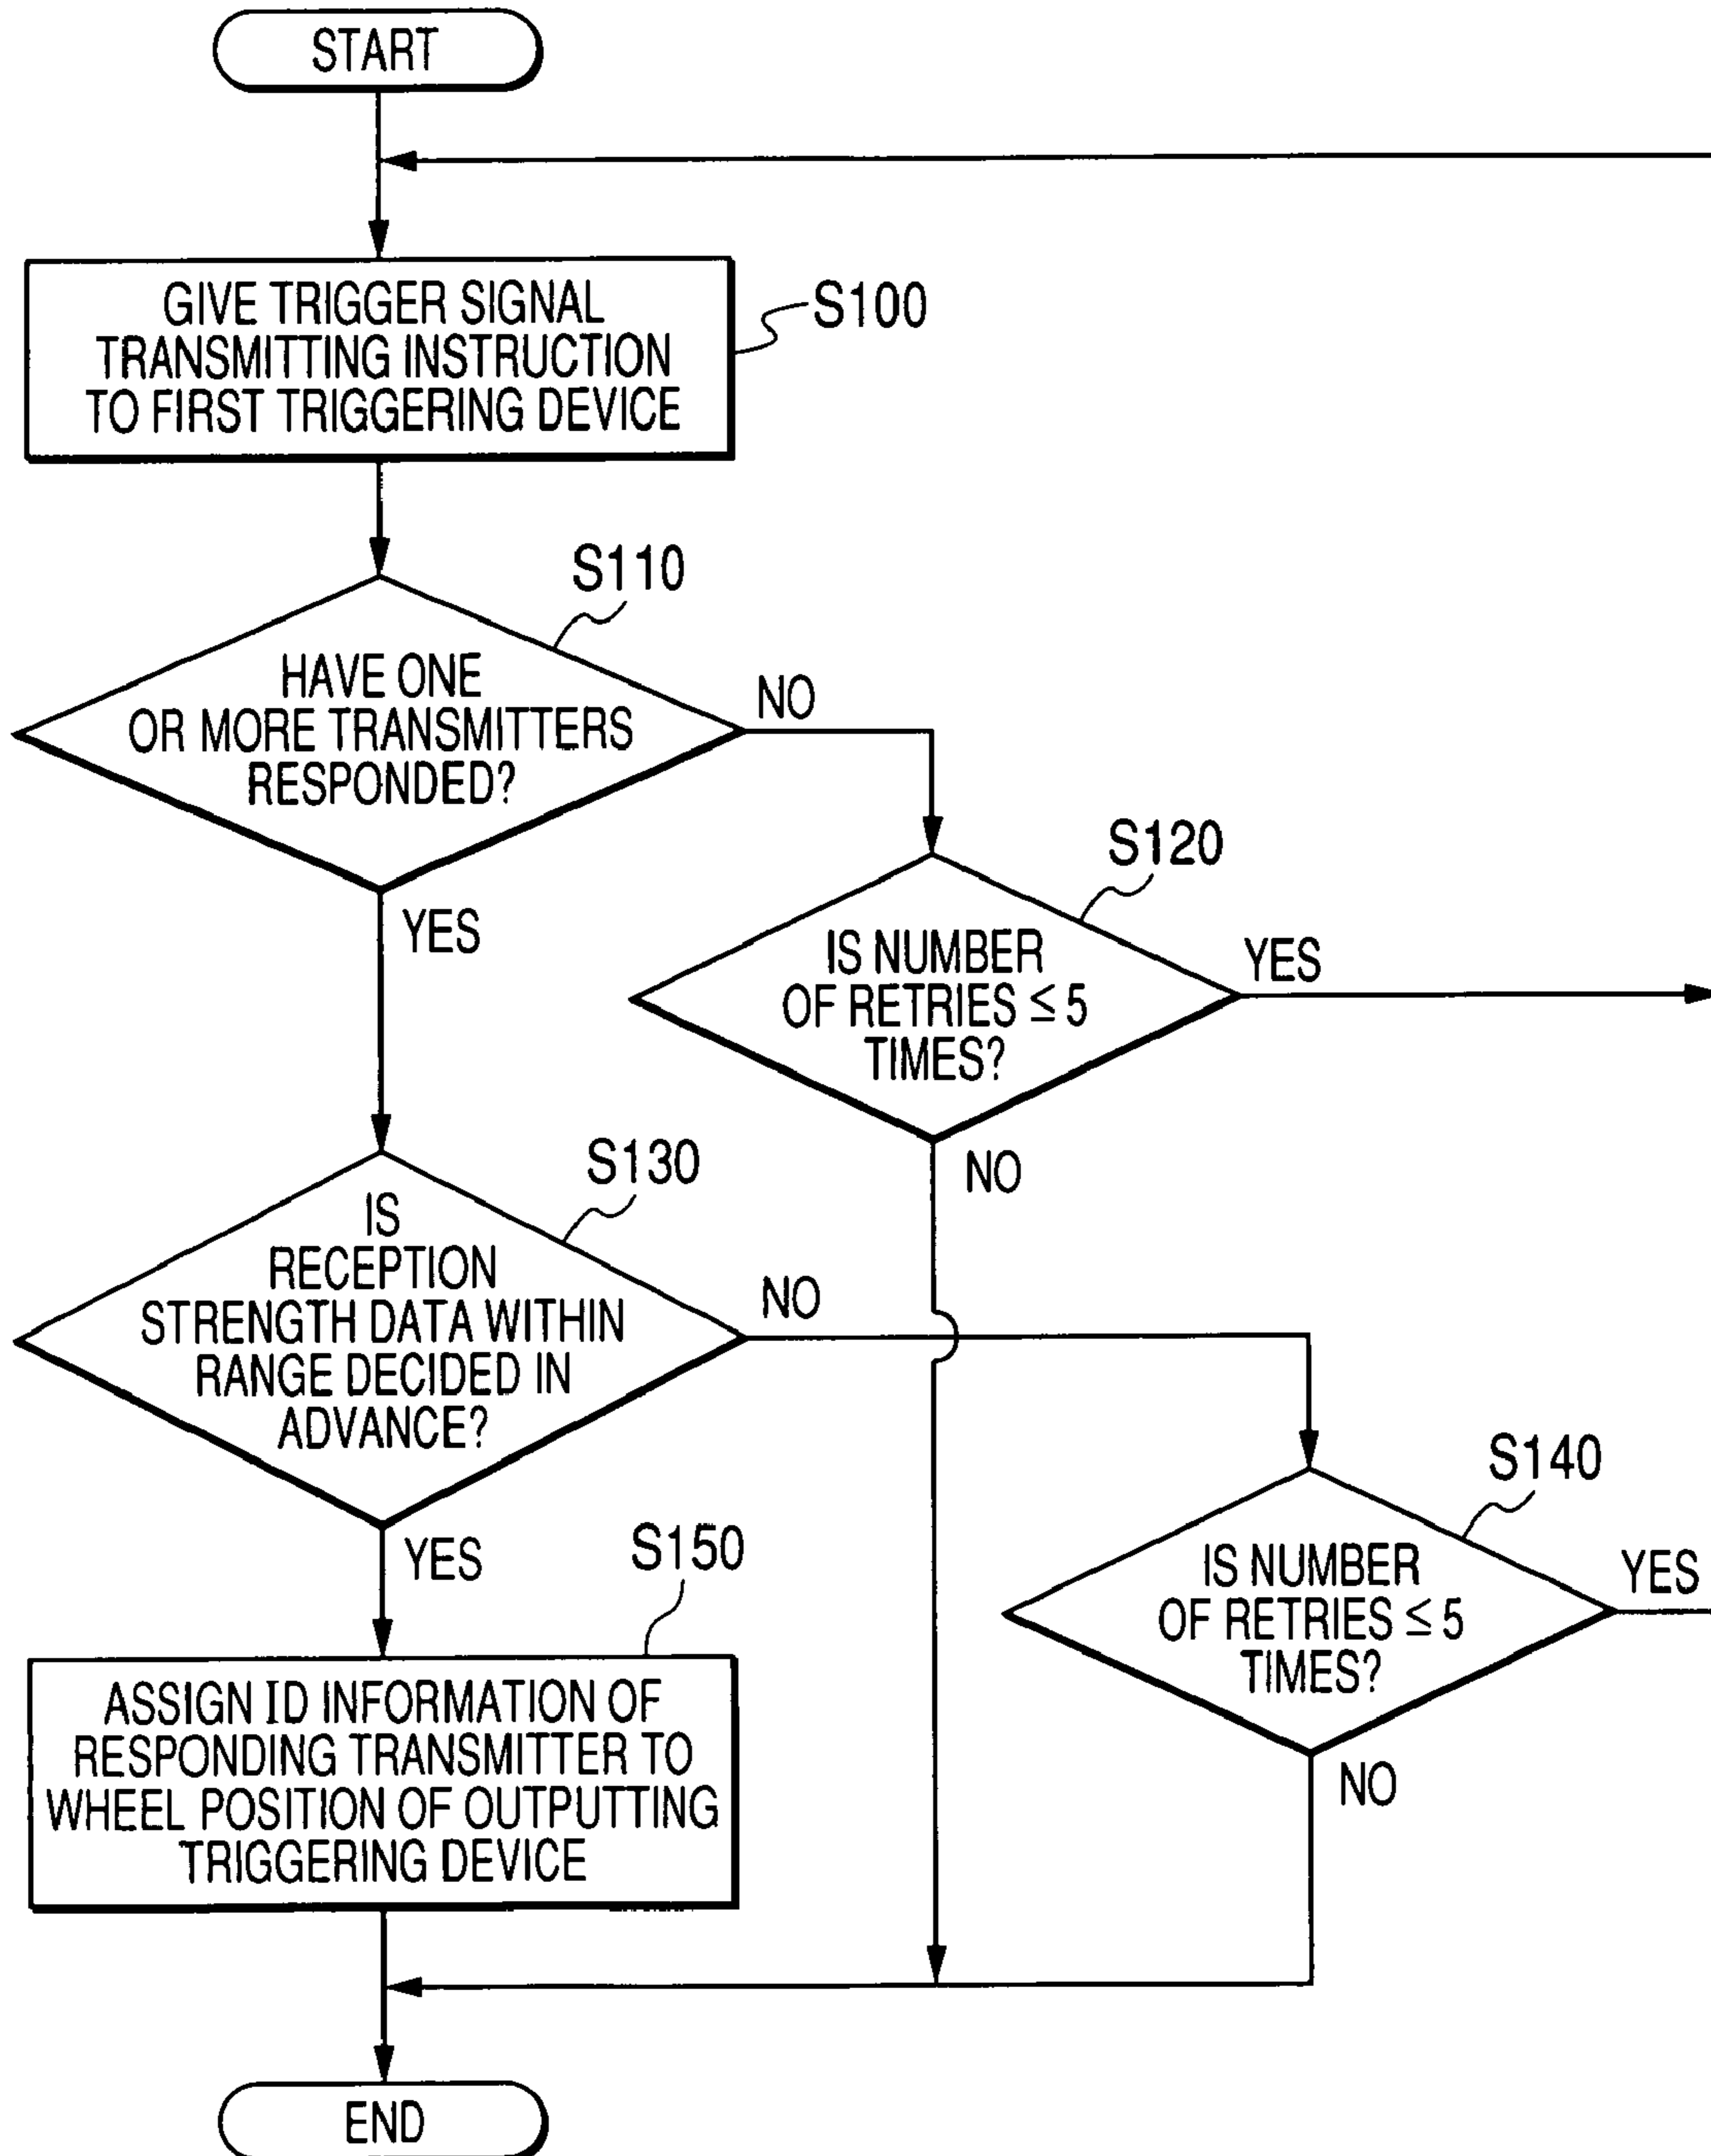 START
GIVE TRIGGER SIGNAL
TRANSMITTING INSTRUCTION
TO FIRST TRIGGERING DEVICE
S100
S110
HAVE ONE
OR MORE TRANSMITTERS
RESPONDED?
NO
YES
S120
IS NUMBER
OF RETRIES ≤ 5
TIMES?
YES
NO
S130
IS
RECEPTION
STRENGTH DATA WITHIN
RANGE DECIDED IN
ADVANCE?
NO
YES
S140
IS NUMBER
OF RETRIES ≤ 5
TIMES?
YES
NO
S150
ASSIGN ID INFORMATION OF
RESPONDING TRANSMITTER TO
WHEEL POSITION OF OUTPUTTING
TRIGGERING DEVICE
END